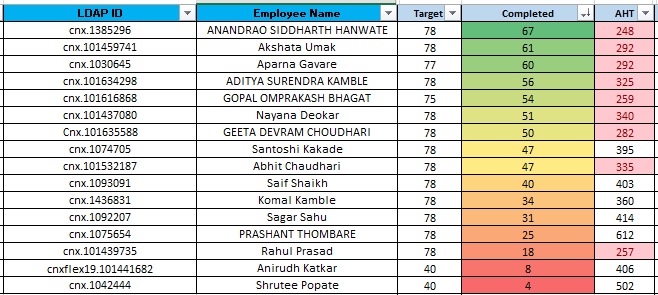 LDAP ID Employee Name Target Completed AHT
cnx.1385296 ANANDRAO SIDDHARTH HANWATE 78 67 248
cnx.101459741 Akshata Umak 78 61 292
cnx.1030645 Aparna Gavare 77 60 292
cnx.101634298 ADITYA SURENDRA KAMBLE 78 56 325
cnx.101616868 GOPAL OMPRAKASH BHAGAT 75 54 259
cnx.101437080 Nayana Deokar 78 51 340
Cnx.101635588 GEETA DEVRAM CHOUDHARI 78 50 282
cnx.1074705 Santoshi Kakade 78 47 395
cnx.101532187 Abhit Chaudhari 78 47 335
cnx.1093091 Saif Shaikh 78 40 403
cnx.1436831 Komal Kamble 78 34 360
cnx.1092207 Sagar Sahu 78 31 414
cnx.1075654 PRASHANT THOMBARE 78 25 612
cnx.101439735 Rahul Prasad 78 18 257
cnxflex19.101441682 Anirudh Katkar 40 8 406
cnx.1042444 Shrutee Popate 40 4 502